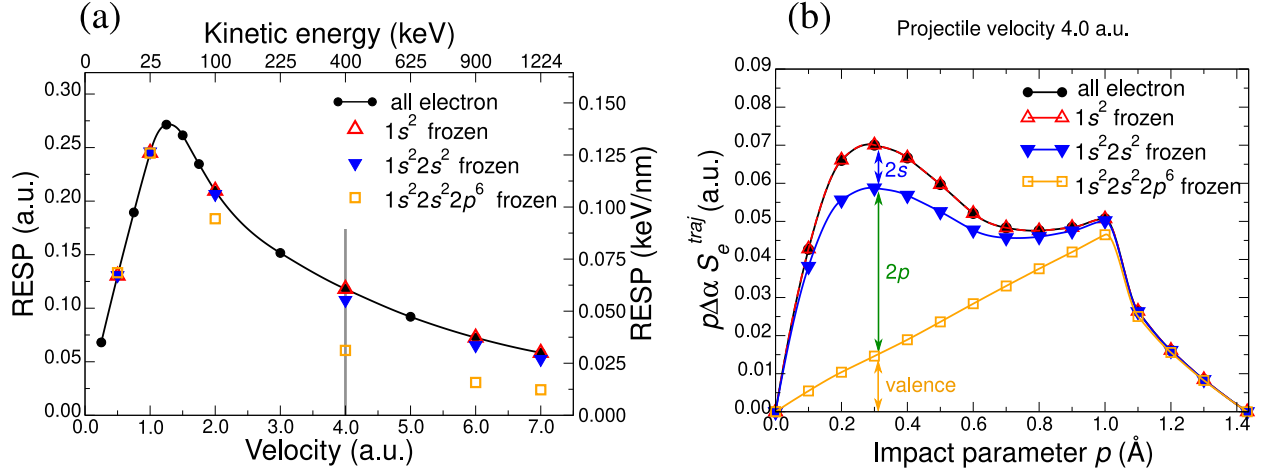 (a)
Kinetic energy (keV)
0 25 100 225 400 625 900 1224
RESP (a.u.)
0.30
0.25
0.20
0.15
0.10
0.05
0.00
all electron
1s² frozen
1s²2s² frozen
1s²2s²2p⁶ frozen
0.150
0.125
0.100
0.075
0.050
0.025
0.000
RESP (keV/nm)
0.0 1.0 2.0 3.0 4.0 5.0 6.0 7.0
Velocity (a.u.)
(b)
Projectile velocity 4.0 a.u.
pΔα Sₑᵗʳᵃʲ (a.u.)
0.09
0.08
0.07
0.06
0.05
0.04
0.03
0.02
0.01
0.00
all electron
1s² frozen
1s²2s² frozen
1s²2s²2p⁶ frozen
2s
2p
valence
0.0 0.1 0.2 0.3 0.4 0.5 0.6 0.7 0.8 0.9 1.0 1.1 1.2 1.3 1.4
Impact parameter p (Å)